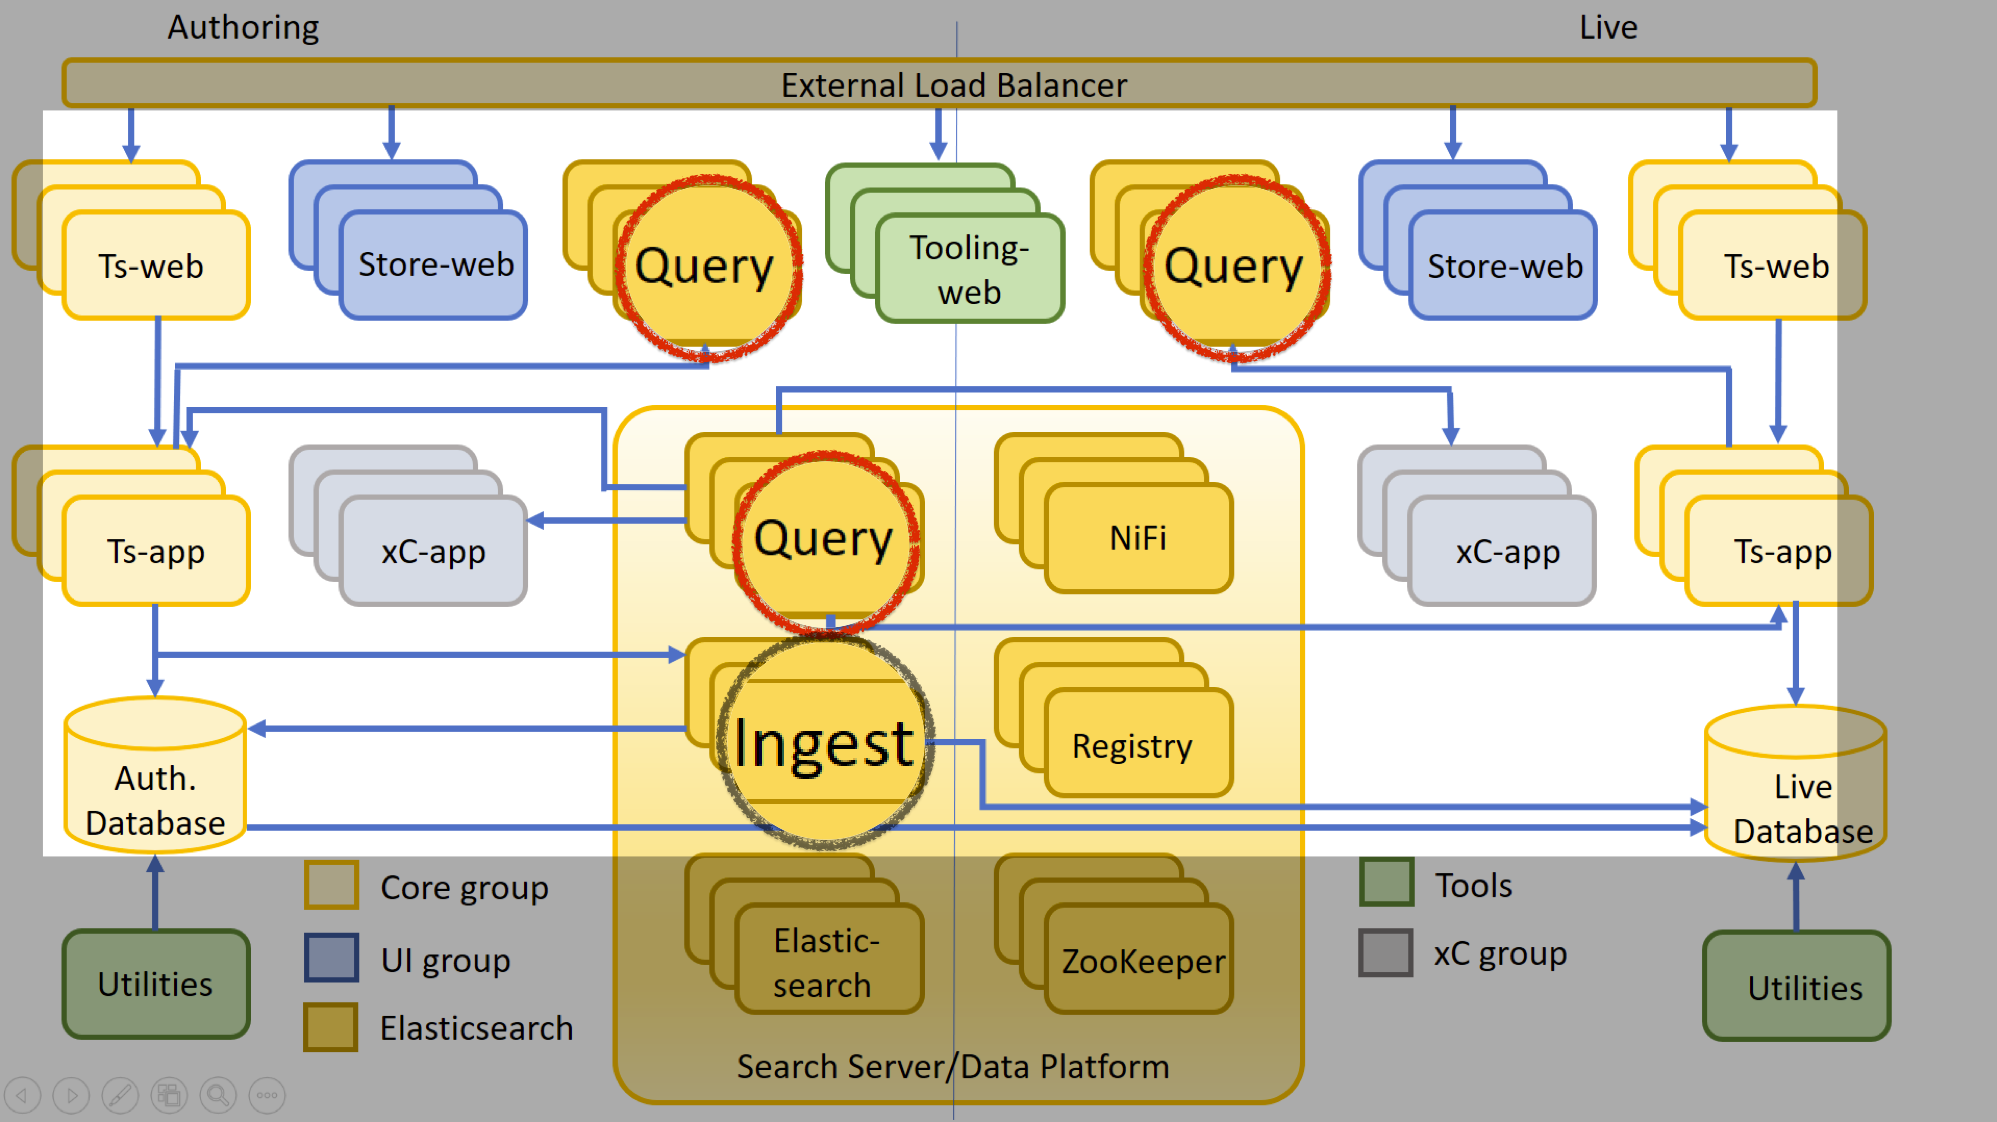 Authoring
Live
External Load Balancer
Ts-web
Store-web
Query
Tooling-
web
Query
Store-web
Ts-web
Ts-app
xC-app
Query
NiFi
xC-app
Ts-app
Ingest
Registry
Auth.
Database
Live
Database
Core group
UI group
Elasticsearch
Utilities
Elastic-
search
ZooKeeper
Tools
xC group
Utilities
Search Server/Data Platform